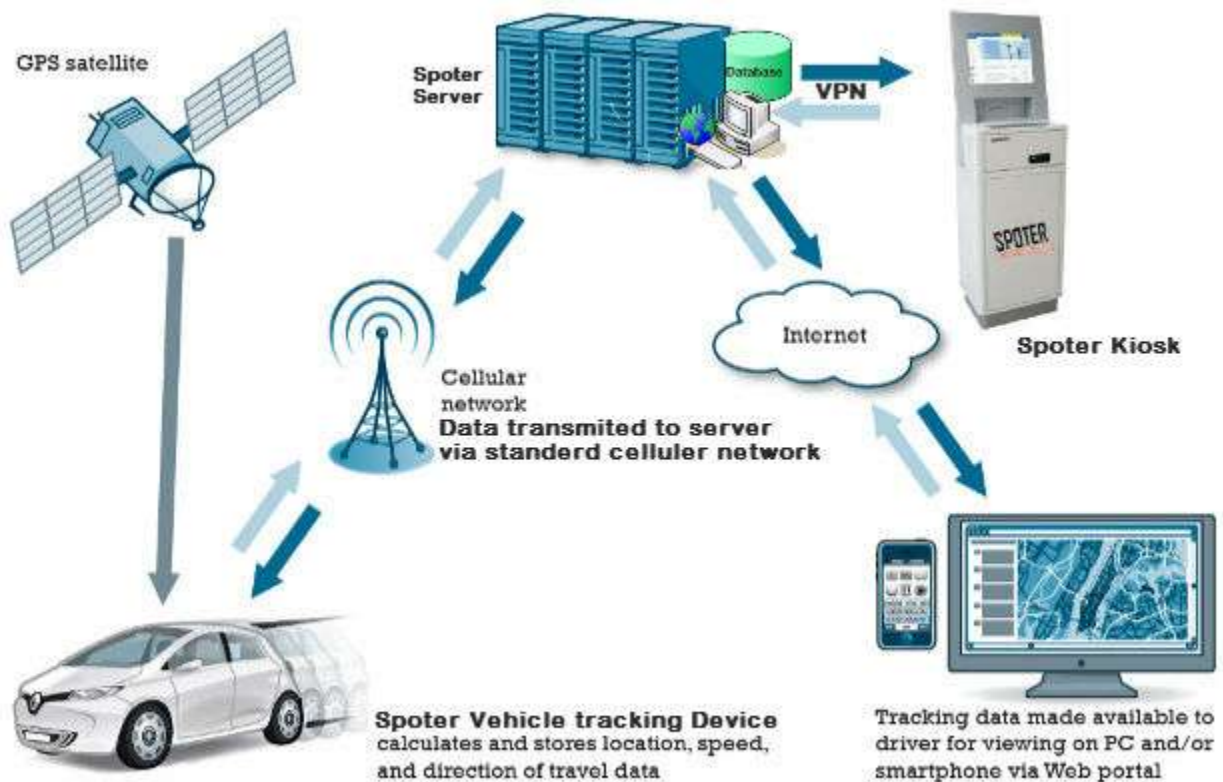 GPS satellite
Spoter
Server
Database
VPN
SPOTER
Spoter Kiosk
Internet
Cellular
network
Data transmited to server
via standerd celluler network
Spoter Vehicle tracking Device
calculates and stores location, speed,
and direction of travel data
Tracking data made available to
driver for viewing on PC and/or
smartphone via Web portal